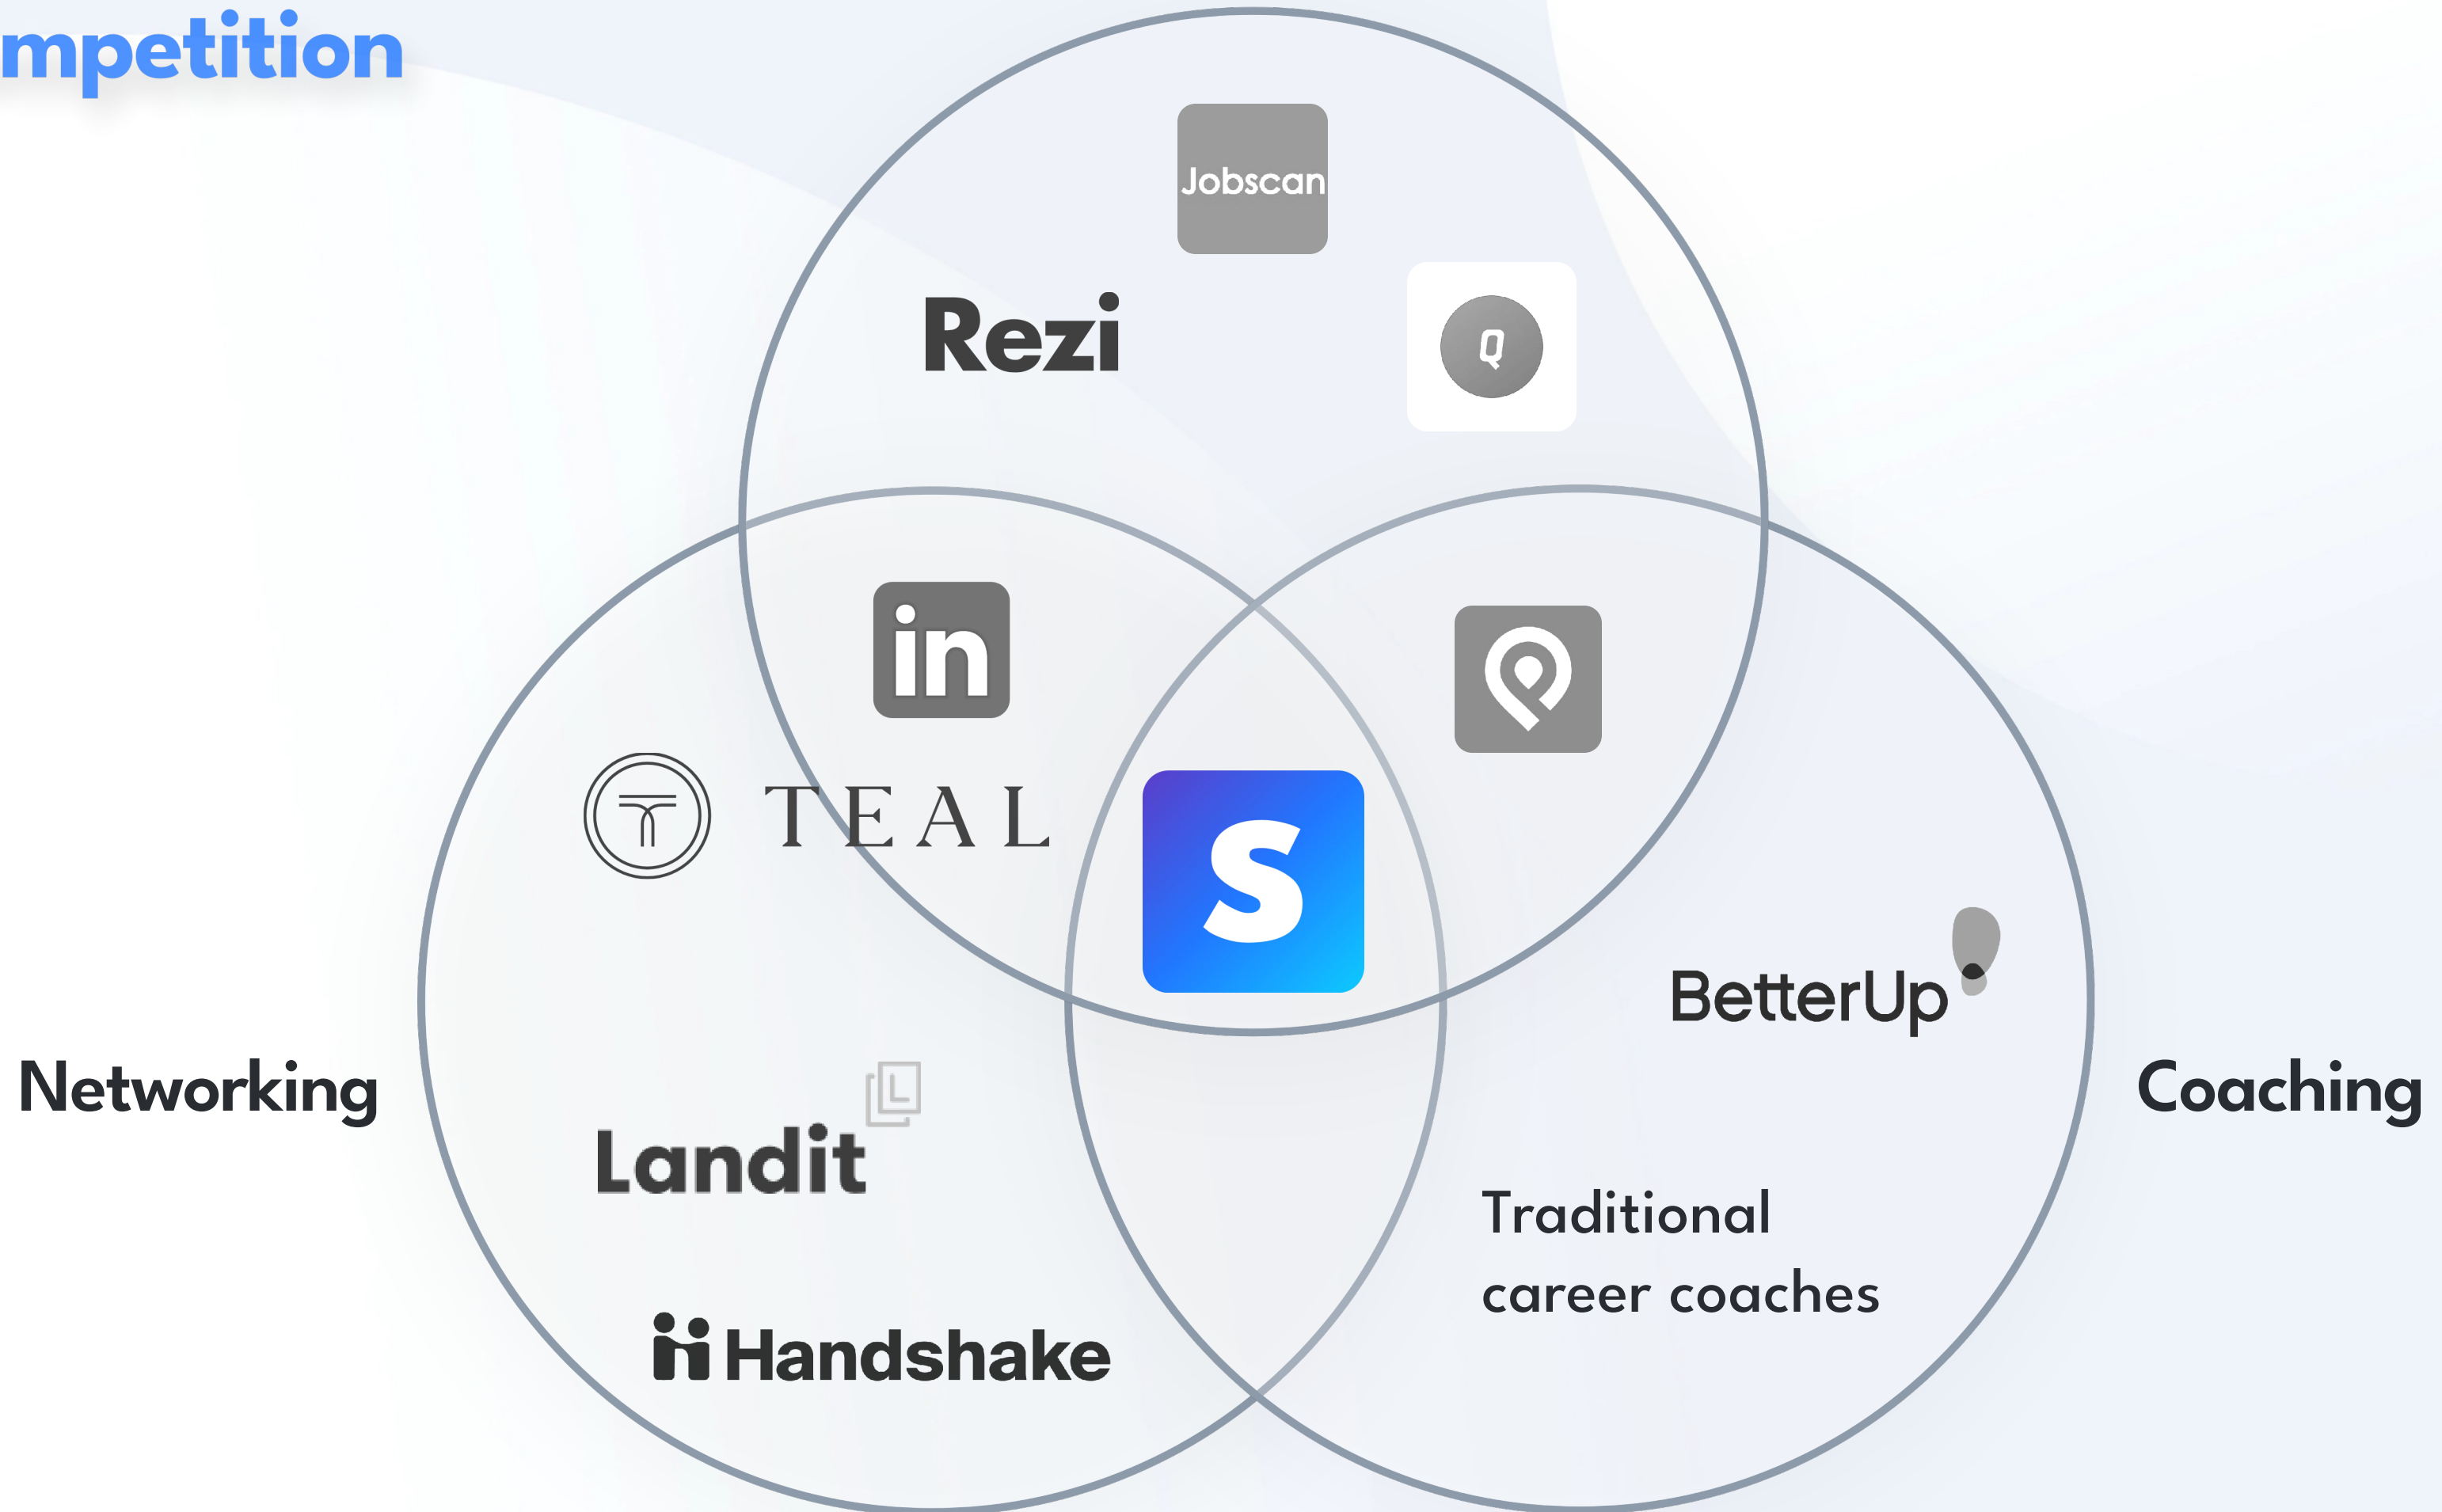 mpetition
Jobscan
Rezi
Q
in
P
TEAL
S
BetterUp
Networking
Coaching
L
Landit
Traditional
career coaches
Handshake